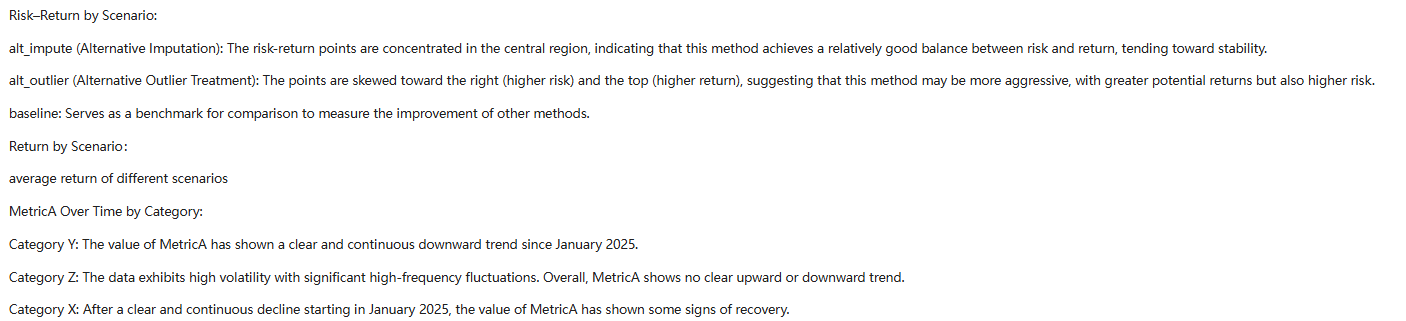 Risk–Return by Scenario:
alt_impute (Alternative Imputation): The risk-return points are concentrated in the central region, indicating that this method achieves a relatively good balance between risk and return, tending toward stability.
alt_outlier (Alternative Outlier Treatment): The points are skewed toward the right (higher risk) and the top (higher return), suggesting that this method may be more aggressive, with greater potential returns but also higher risk.
baseline: Serves as a benchmark for comparison to measure the improvement of other methods.
Return by Scenario:
average return of different scenarios
MetricA Over Time by Category:
Category Y: The value of MetricA has shown a clear and continuous downward trend since January 2025.
Category Z: The data exhibits high volatility with significant high-frequency fluctuations. Overall, MetricA shows no clear upward or downward trend.
Category X: After a clear and continuous decline starting in January 2025, the value of MetricA has shown some signs of recovery.